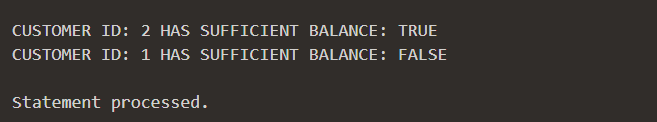 CUSTOMER ID: 2 HAS SUFFICIENT BALANCE: TRUE
CUSTOMER ID: 1 HAS SUFFICIENT BALANCE: FALSE
Statement processed.